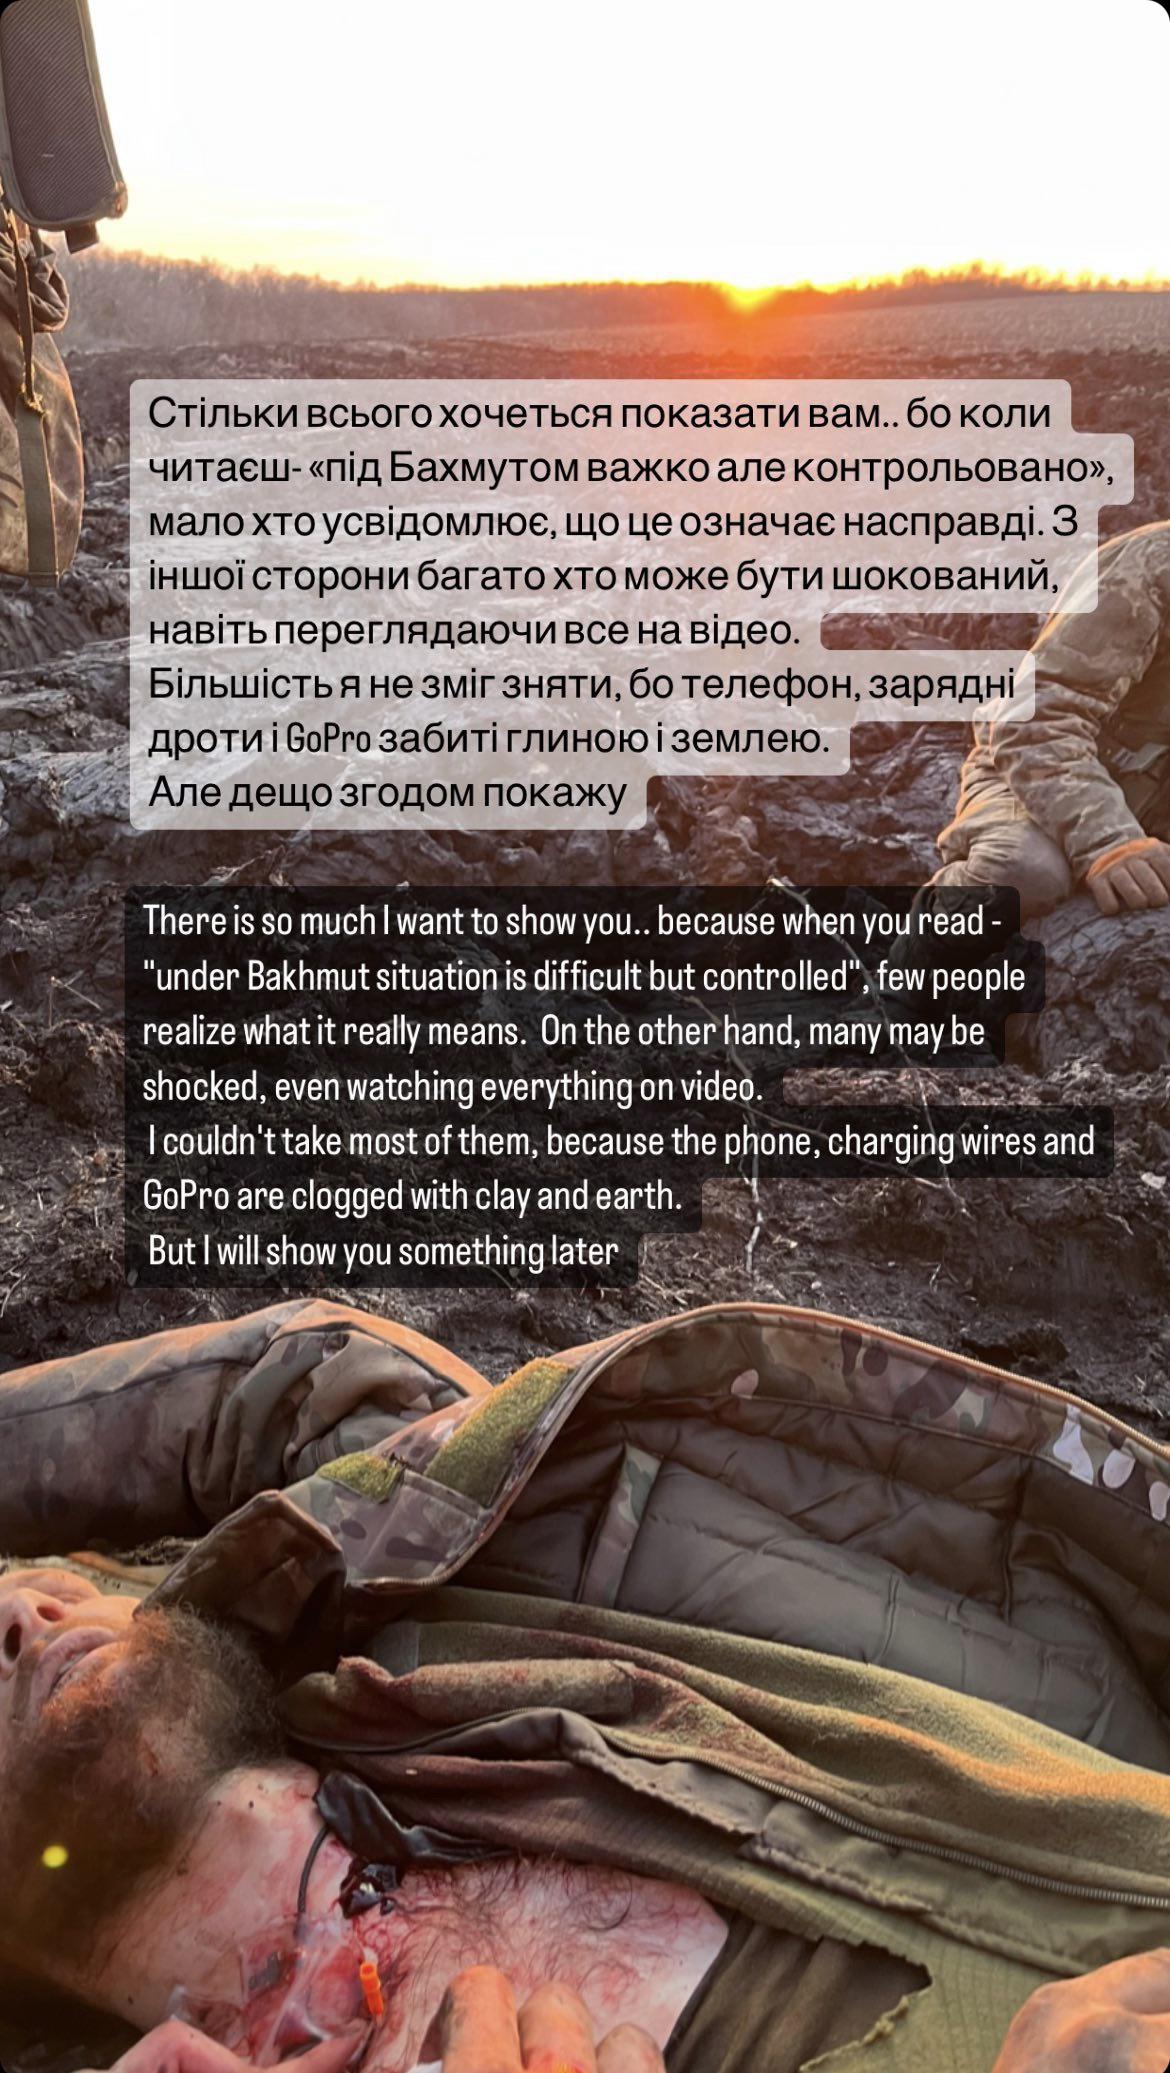 Стільки всього хочеться показати вам.. бо коли
читаєш- «під Бахмутом важко але контрольовано»,
мало хто усвідомлює, що це означає насправді. З
іншої сторони багато хто може бути шокований,
навіть переглядаючи все на відео.
Більшість я не зміг зняти, бо телефон, зарядні
дроти і GoPro забиті глиною і землею.
Але дещо згодом покажу
There is so much I want to show you.. because when you read -
"under Bakhmut situation is difficult but controlled", few people
realize what it really means. On the other hand, many may be
shocked, even watching everything on video.
I couldn't take most of them, because the phone, charging wires and
GoPro are clogged with clay and earth.
But I will show you something later